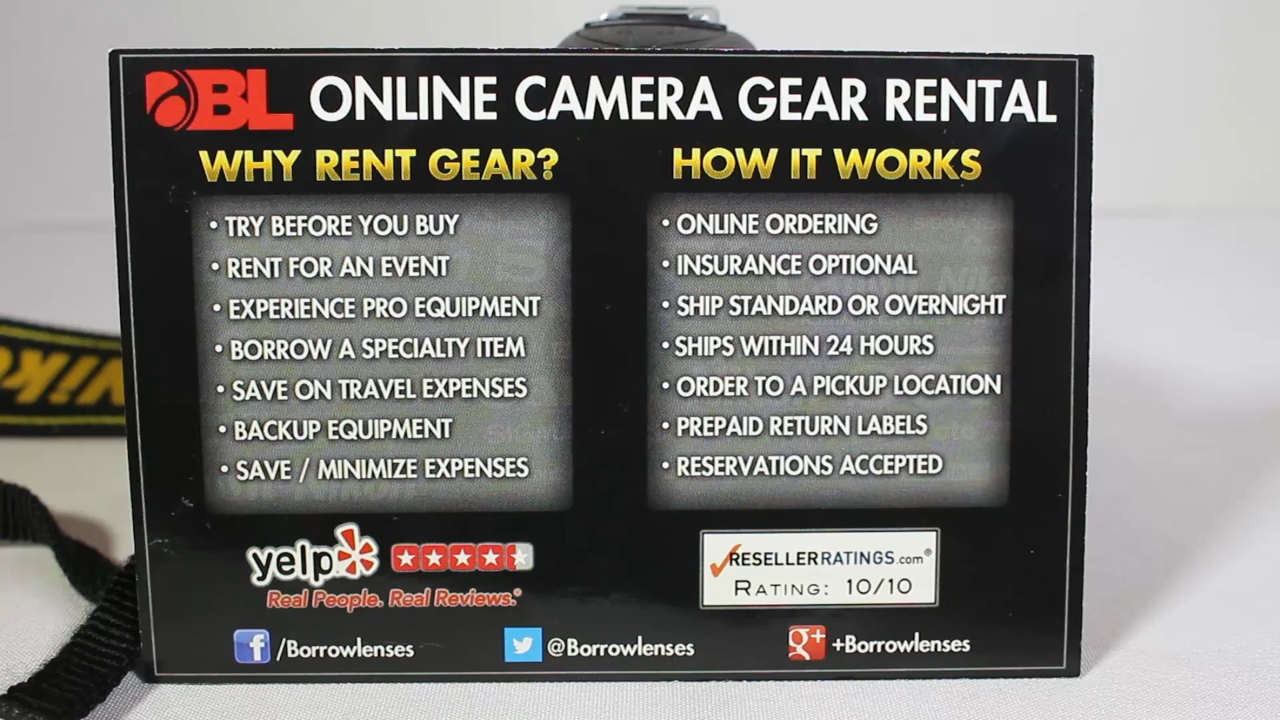 BL ONLINE CAMERA GEAR RENTAL
WHY RENT GEAR?
• TRY BEFORE YOU BUY
• RENT FOR AN EVENT
• EXPERIENCE PRO EQUIPMENT
• BORROW A SPECIALTY ITEM
• SAVE ON TRAVEL EXPENSES
• BACKUP EQUIPMENT
• SAVE / MINIMIZE EXPENSES
HOW IT WORKS
• ONLINE ORDERING
• INSURANCE OPTIONAL
• SHIP STANDARD OR OVERNIGHT
• SHIPS WITHIN 24 HOURS
• ORDER TO A PICKUP LOCATION
• PREPAID RETURN LABELS
• RESERVATIONS ACCEPTED
yelp
Real People. Real Reviews.®
RESELLERRATINGS.com®
RATING: 10/10
f /Borrowlenses
@Borrowlenses
g+ +Borrowlenses
Niko